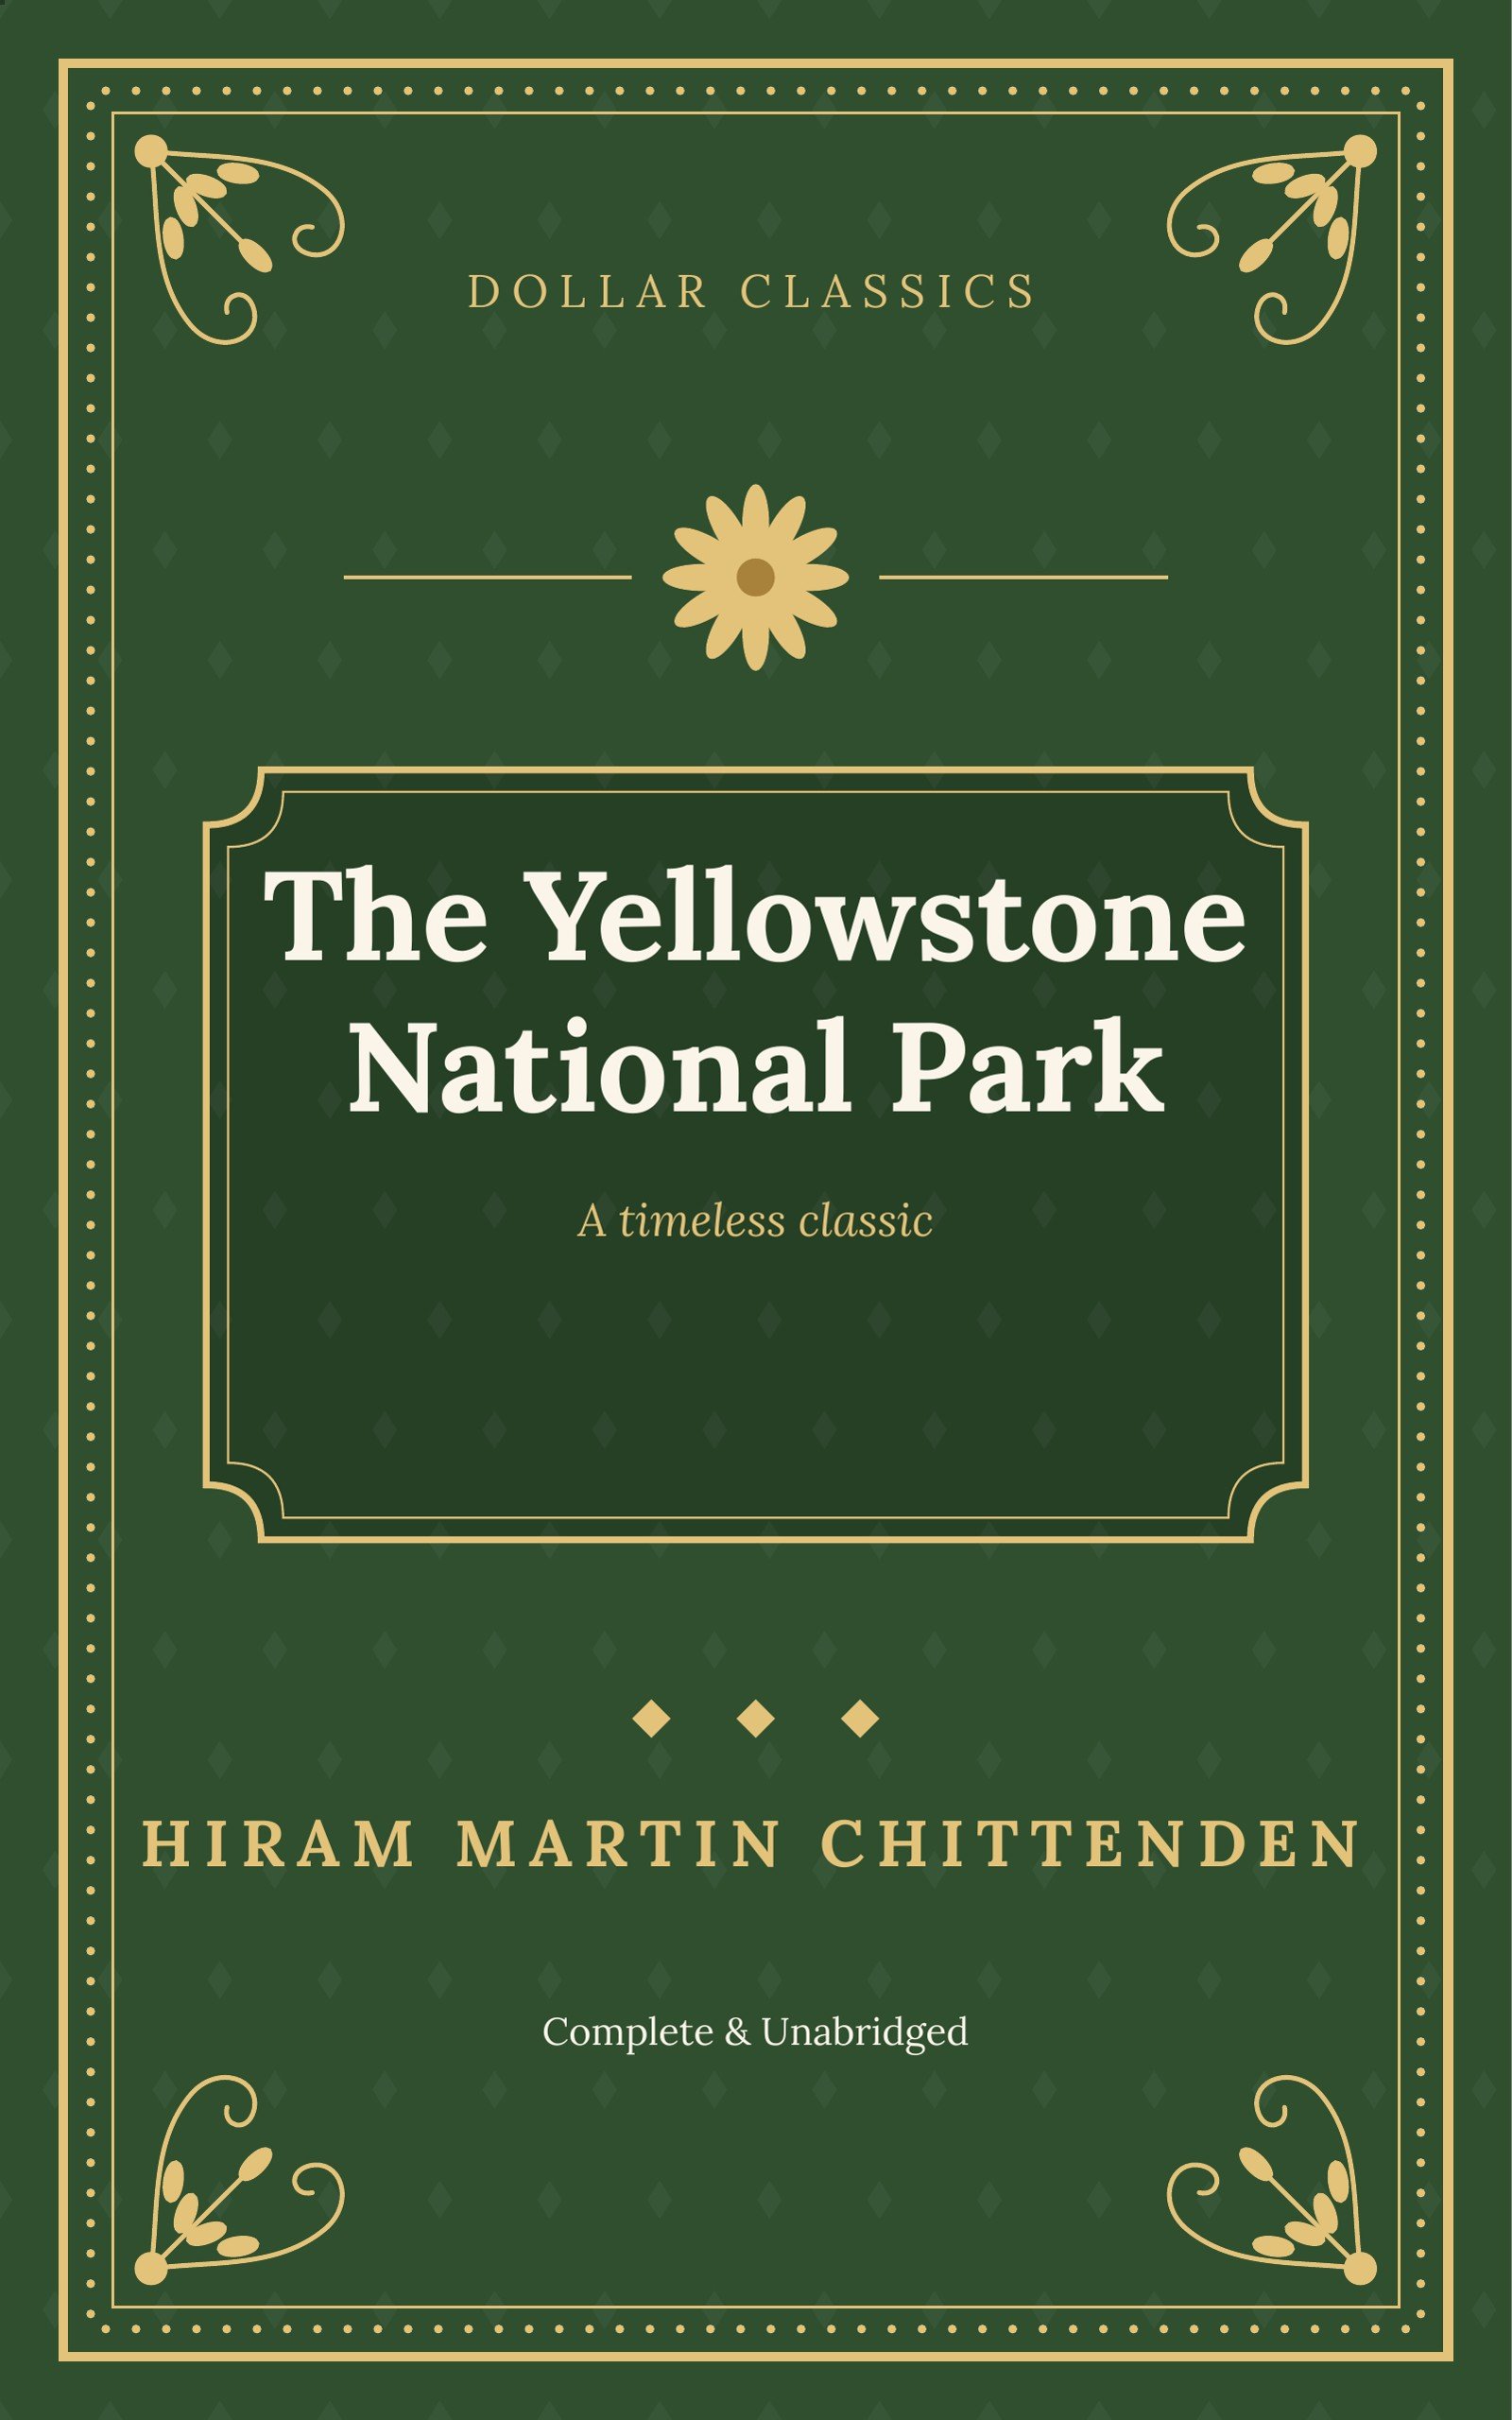 DOLLAR CLASSICS
The Yellowstone
National Park
A timeless classic
HIRAM MARTIN CHITTENDEN
Complete & Unabridged